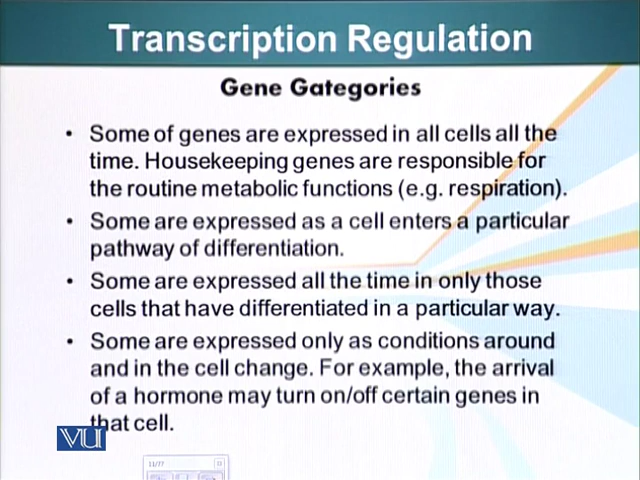 Transcription Regulation
Gene Gategories
• Some of genes are expressed in all cells all the
time. Housekeeping genes are responsible for
the routine metabolic functions (e.g. respiration).
• Some are expressed as a cell enters a particular
pathway of differentiation.
• Some are expressed all the time in only those
cells that have differentiated in a particular way.
• Some are expressed only as conditions around
and in the cell change. For example, the arrival
of a hormone may turn on/off certain genes in
that cell.
VU
11/77